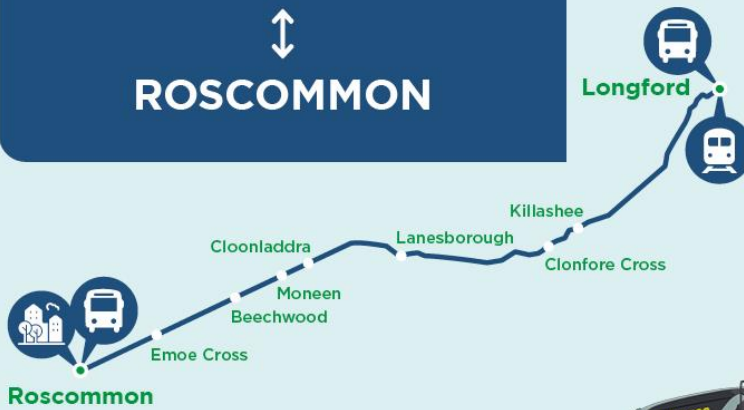 ROSCOMMON
Longford
Killashee
Lanesborough
Cloonladdra
Clonfore Cross
Moneen
Beechwood
Emoe Cross
Roscommon